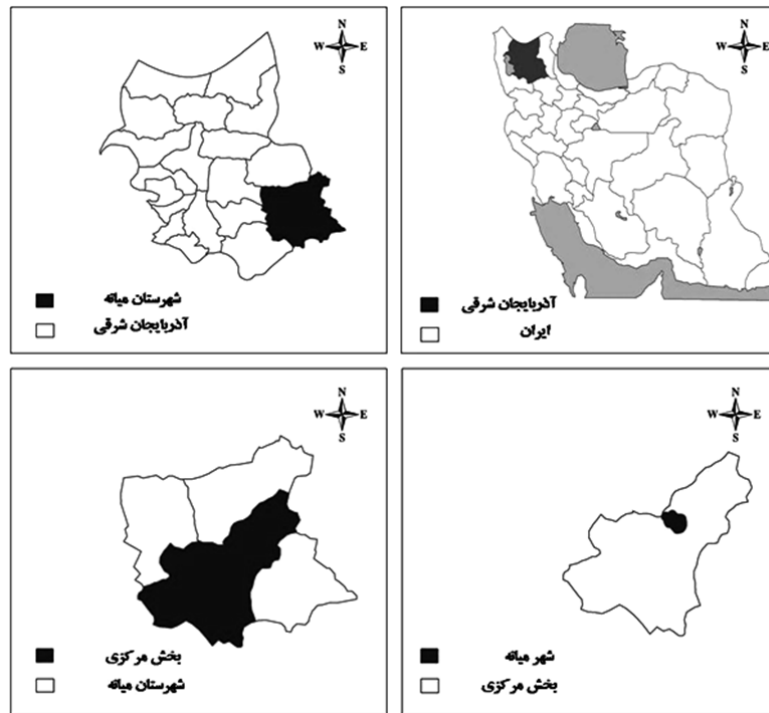 N
W E
S
شهرستان میانه
آذربایجان شرقی
N
W E
S
آذربایجان شرقی
ایران
N
W E
S
بخش مرکزی
شهرستان میانه
N
W E
S
شهر میانه
بخش مرکزی